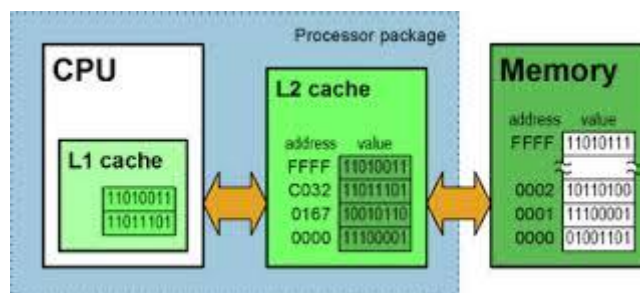 Processor package
CPU
L1 cache
11010011
11011101
L2 cache
address value
FFFF 11010011
C032 11011101
0167 10010110
0000 11100001
Memory
address value
FFFF 11010111
0002 10110100
0001 11100001
0000 01001101